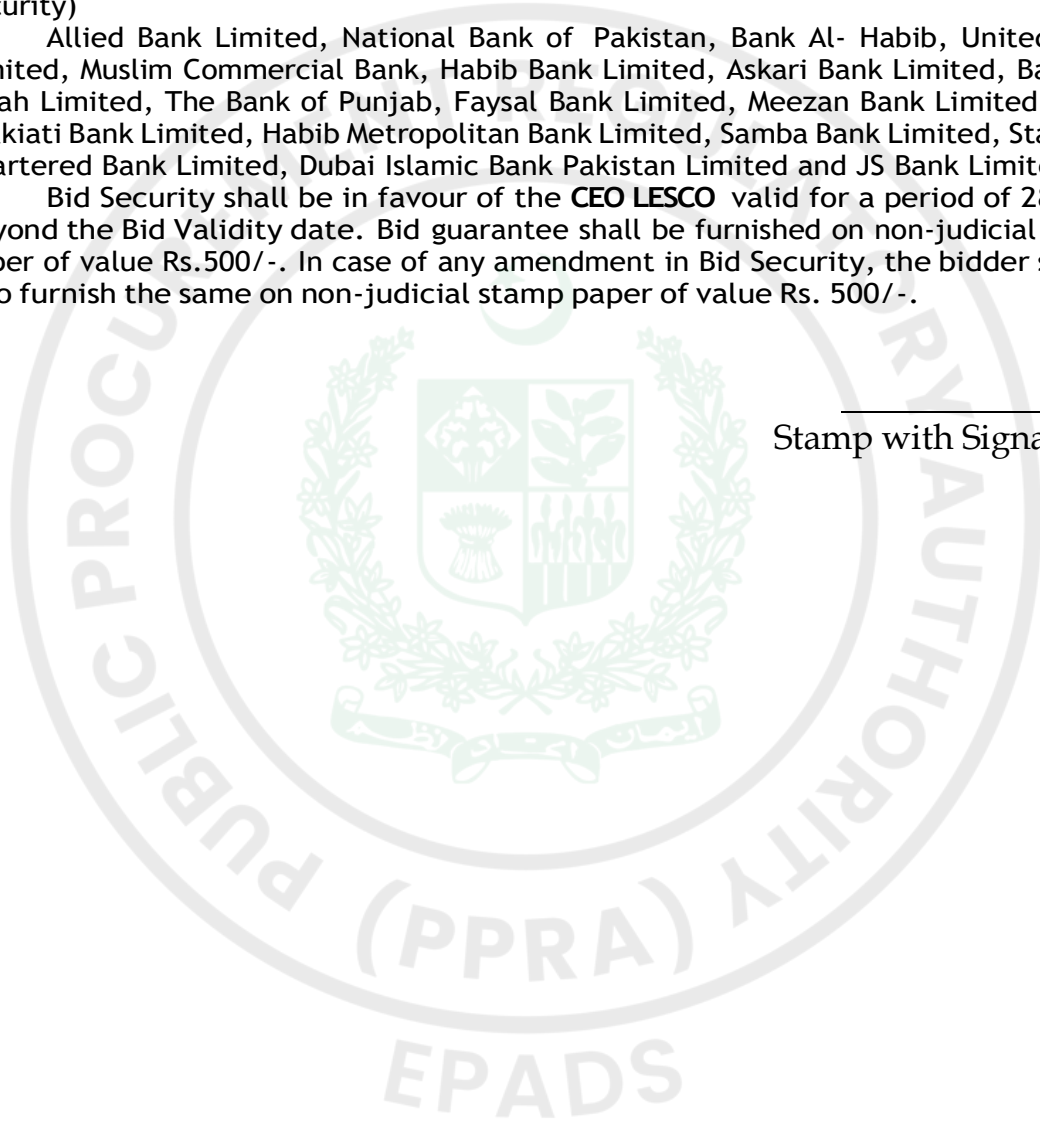 curity)
Allied Bank Limited, National Bank of Pakistan, Bank Al- Habib, United
mited, Muslim Commercial Bank, Habib Bank Limited, Askari Bank Limited, Ba
lah Limited, The Bank of Punjab, Faysal Bank Limited, Meezan Bank Limited
kiati Bank Limited, Habib Metropolitan Bank Limited, Samba Bank Limited, Sta
artered Bank Limited, Dubai Islamic Bank Pakistan Limited and JS Bank Limite
Bid Security shall be in favour of the CEO LESCO valid for a period of 28
yond the Bid Validity date. Bid guarantee shall be furnished on non-judicial
per of value Rs.500/-. In case of any amendment in Bid Security, the bidder s
o furnish the same on non-judicial stamp paper of value Rs. 500/-.
Stamp with Signa
PUBLIC PROCUREMENT REGULATORY AUTHORITY
(PPRA)
EPADS